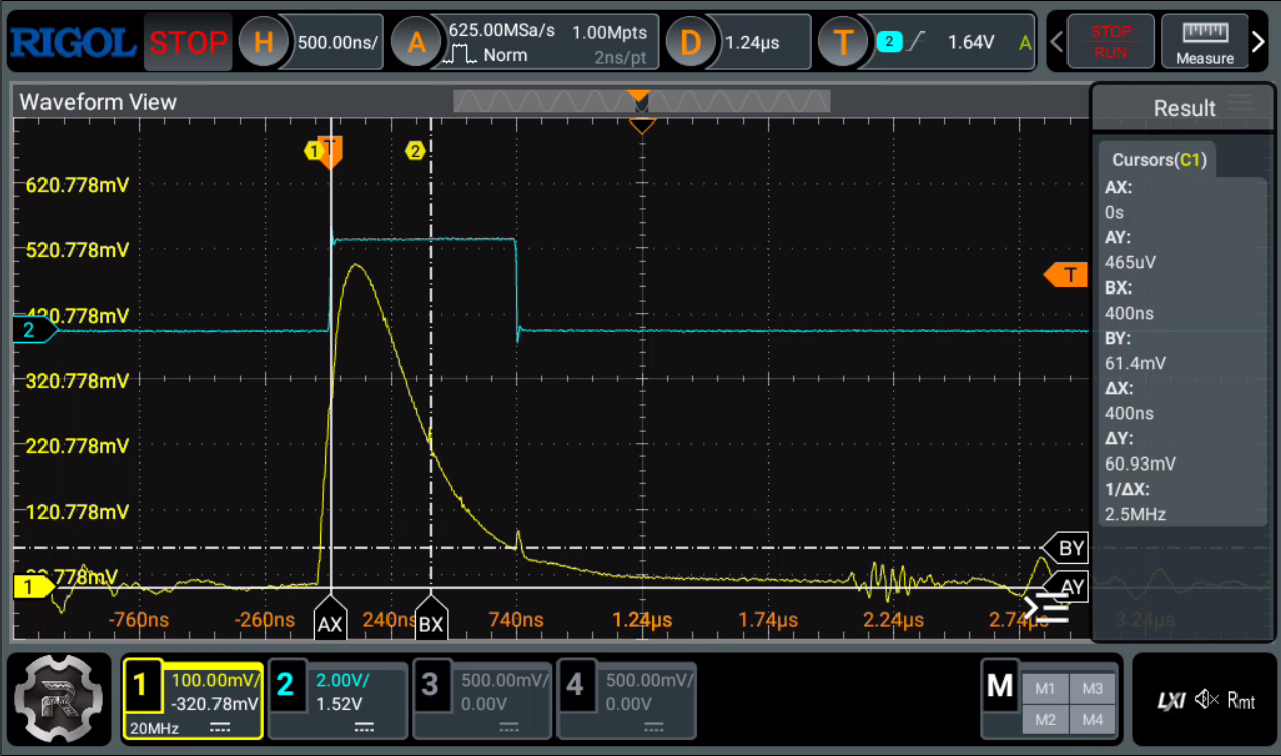 RIGOL STOP H 500.00ns/ A 625.00MSa/s 1.00Mpts D 1.24µs T 2 1.64V A STOP
Norm 2ns/pt RUN Measure
Waveform View
Result
1 T 2
Cursors(C1)
620.778mV
520.778mV
420.778mV
320.778mV
220.778mV
120.778mV
20.778mV
2
1
T
BY
AY
AX
BX
-760ns -260ns 240ns 740ns 1.24µs 1.74µs 2.24µs 2.74µs 3.24µs
AX:
0s
AY:
465uV
BX:
400ns
BY:
61.4mV
ΔX:
400ns
ΔY:
60.93mV
1/ΔX:
2.5MHz
R
1 100.00mV/
-320.78mV
20MHz
2 2.00V/
1.52V
3 500.00mV/
0.00V
4 500.00mV/
0.00V
M M1 M3
M2 M4
LXI Rmt